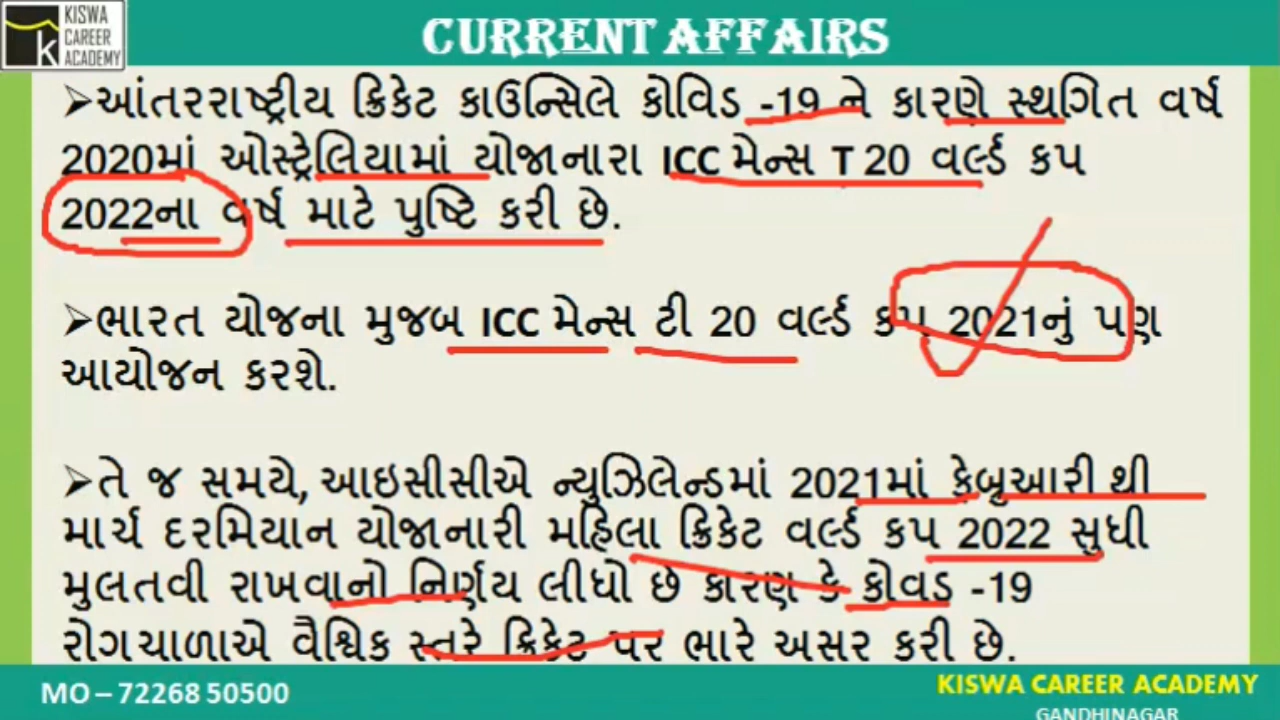 KISWA
CAREER
ACADEMY
CURRENT AFFAIRS
➢આંતરરાષ્ટ્રીય ક્રિકેટ કાઉન્સિલે કોવિડ -19 ને કારણે સ્થગિત વર્ષ
2020માં ઓસ્ટ્રેલિયામાં યોજાનારા ICC મેન્સ T 20 વર્લ્ડ કપ
2022ના વર્ષ માટે પુષ્ટિ કરી છે.
➢ભારત યોજના મુજબ ICC મેન્સ ટી 20 વર્લ્ડ કપ 2021નું પણ
આયોજન કરશે.
➢તે જ સમયે, આઇસીસીએ ન્યુઝિલેન્ડમાં 2021માં ફેબ્રુઆરી થી
માર્ચ દરમિયાન યોજાનારી મહિલા ક્રિકેટ વર્લ્ડ કપ 2022 સુધી
મુલતવી રાખવાનો નિર્ણય લીધો છે કારણ કે કોવડ -19
રોગચાળાએ વૈશ્વિક સ્તરે ક્રિકેટ પર ભારે અસર કરી છે.
MO – 72268 50500
KISWA CAREER ACADEMY
GANDHINAGAR